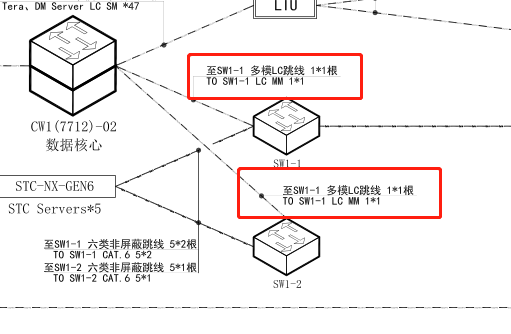 Tera, DM Server LC SM *47
LIU
至SW1-1 多模LC跳线 1*1根
TO SW1-1 LC MM 1*1
CW1(7712)-02
数据核心
SW1-1
STC-NX-GEN6
STC Servers*5
至SW1-1 多模LC跳线 1*1根
TO SW1-1 LC MM 1*1
至SW1-1 六类非屏蔽跳线 5*2根
TO SW1-1 CAT.6 5*2
至SW1-2 六类非屏蔽跳线 5*1根
TO SW1-2 CAT.6 5*1
SW1-2